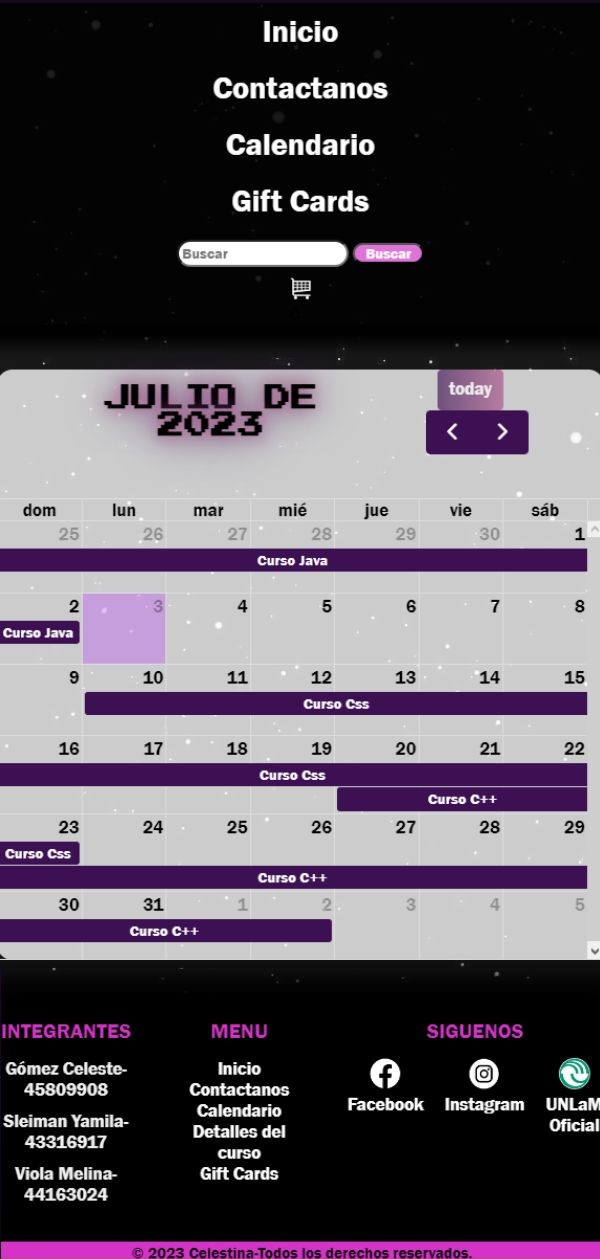 Inicio
Contactanos
Calendario
Gift Cards
Buscar Buscar
JULIO DE
2023
today
dom lun mar mié jue vie sáb
25 26 27 28 29 30 1
Curso Java
2 3 4 5 6 7 8
Curso Java
9 10 11 12 13 14 15
Curso Css
16 17 18 19 20 21 22
Curso Css
Curso C++
23 24 25 26 27 28 29
Curso Css
Curso C++
30 31 1 2 3 4 5
Curso C++
INTEGRANTES
Gómez Celeste-
45809908
Sleiman Yamila-
43316917
Viola Melina-
44163024
MENU
Inicio
Contactanos
Calendario
Detalles del
curso
Gift Cards
SIGUENOS
Facebook
Instagram
UNLaM
Oficial
© 2023 Celestina-Todos los derechos reservados.